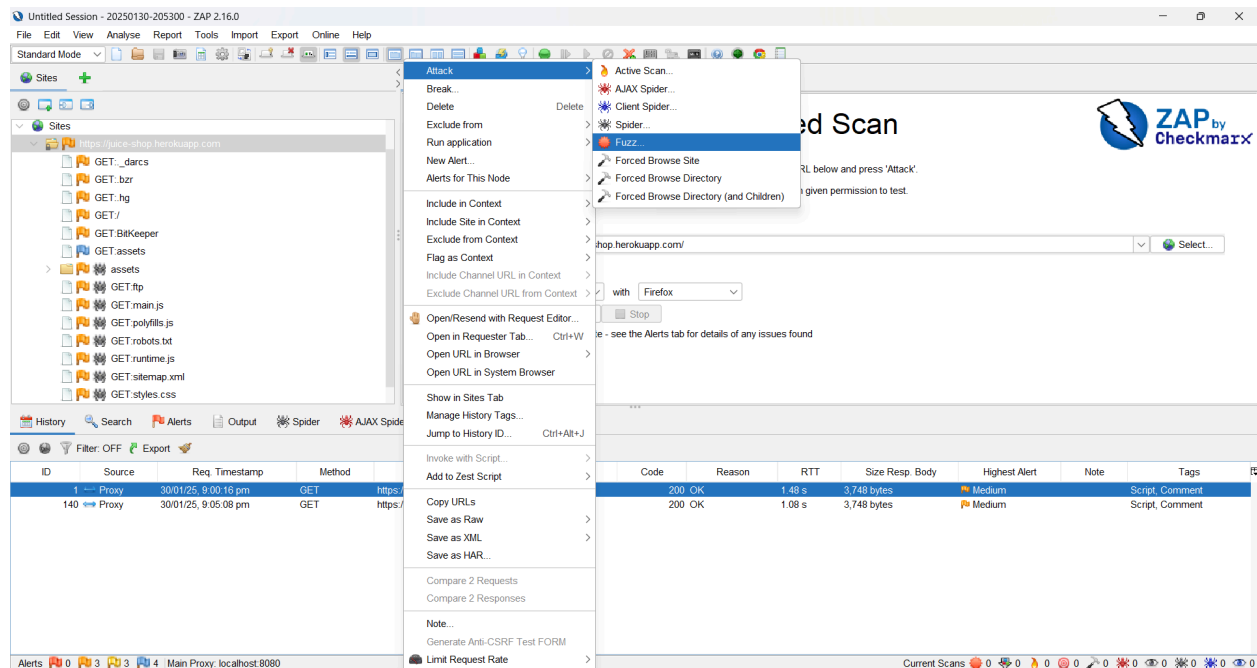 Untitled Session - 20250130-205300 - ZAP 2.16.0
File Edit View Analyse Report Tools Import Export Online Help
Standard Mode
Sites
Sites
https://juice-shop.herokuapp.com
GET:._darcs
GET:.bzr
GET:.hg
GET:/
GET:BitKeeper
GET:assets
assets
GET:ftp
GET:main.js
GET:polyfills.js
GET:robots.txt
GET:runtime.js
GET:sitemap.xml
GET:styles.css
Attack
Break...
Delete Delete
Exclude from
Run application
New Alert...
Alerts for This Node
Include in Context
Include Site in Context
Exclude from Context
Flag as Context
Include Channel URL in Context
Exclude Channel URL from Context
Open/Resend with Request Editor...
Open in Requester Tab... Ctrl+W
Open URL in Browser
Open URL in System Browser
Show in Sites Tab
Manage History Tags...
Jump to History ID... Ctrl+Alt+J
Invoke with Script...
Add to Zest Script
Copy URLs
Save as Raw
Save as XML
Save as HAR...
Compare 2 Requests
Compare 2 Responses
Note...
Generate Anti-CSRF Test FORM
Limit Request Rate
Active Scan...
AJAX Spider...
Client Spider...
Spider...
Fuzz...
Forced Browse Site
Forced Browse Directory
Forced Browse Directory (and Children)
ed Scan
ZAP by
Checkmarx
RL below and press 'Attack'.
given permission to test.
hop.herokuapp.com/
Select...
with Firefox
Stop
te - see the Alerts tab for details of any issues found
History Search Alerts Output Spider AJAX Spide
Filter: OFF Export
ID Source Req. Timestamp Method Code Reason RTT Size Resp. Body Highest Alert Note Tags
1 Proxy 30/01/25, 9:00:16 pm GET https:/ 200 OK 1.48 s 3,748 bytes Medium Script, Comment
140 Proxy 30/01/25, 9:05:08 pm GET https:/ 200 OK 1.08 s 3,748 bytes Medium Script, Comment
Alerts 0 3 3 4 Main Proxy: localhost:8080
Current Scans 0 0 0 0 0 0 0 0 0